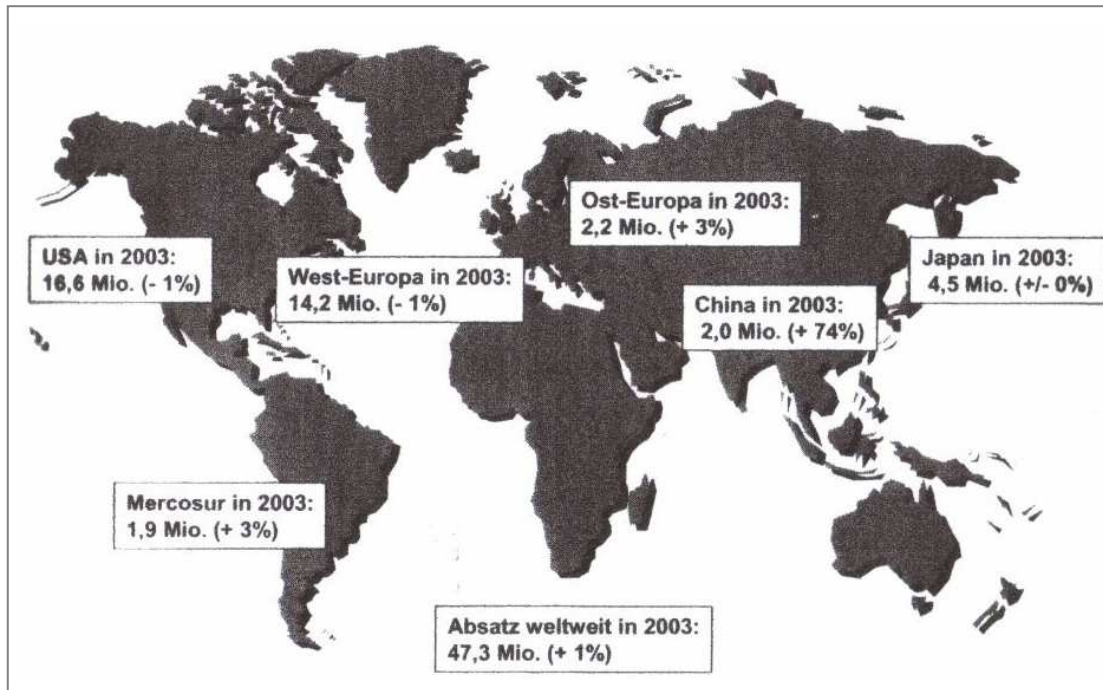 Ost-Europa in 2003:
2,2 Mio. (+ 3%)
USA in 2003:
16,6 Mio. (- 1%)
West-Europa in 2003:
14,2 Mio. (- 1%)
Japan in 2003:
4,5 Mio. (+/- 0%)
China in 2003:
2,0 Mio. (+ 74%)
Mercosur in 2003:
1,9 Mio. (+ 3%)
Absatz weltweit in 2003:
47,3 Mio. (+ 1%)